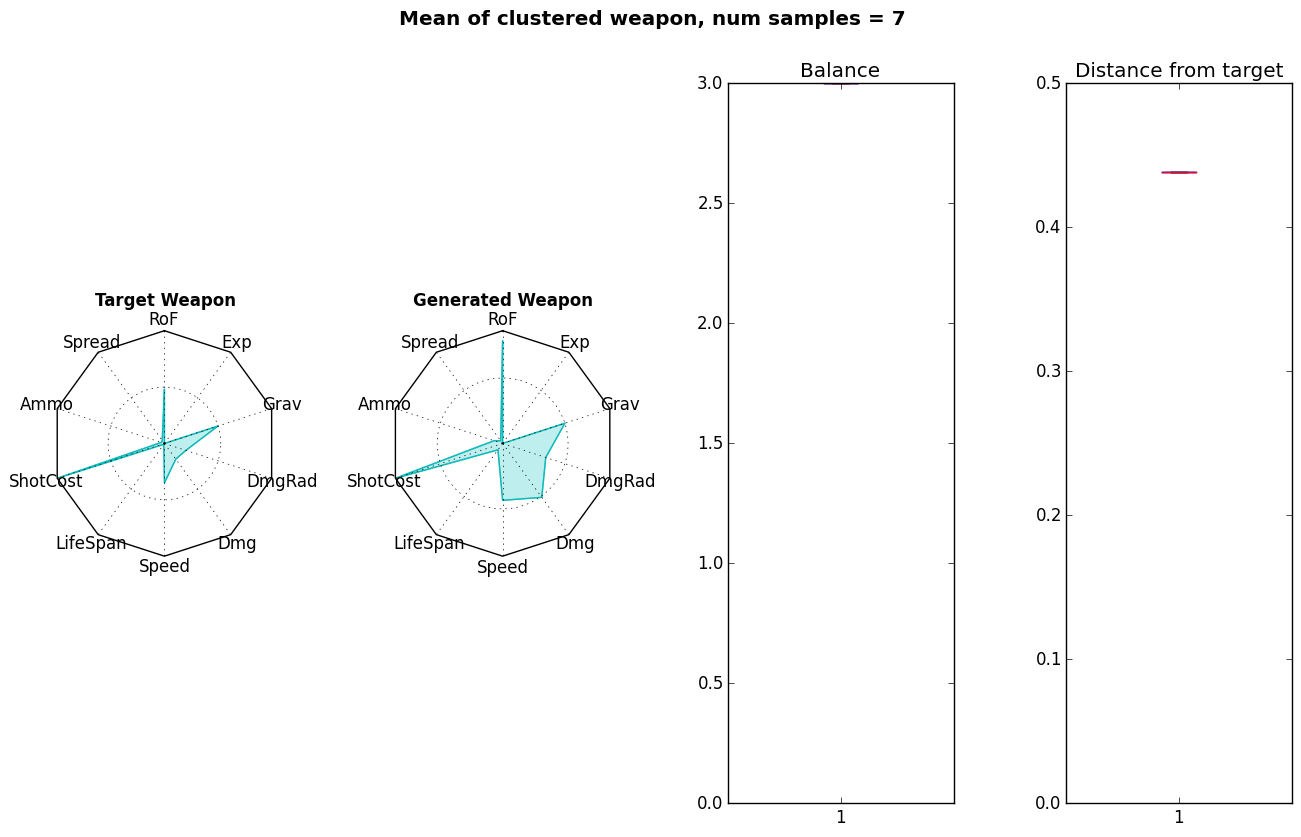 Mean of clustered weapon, num samples = 7
Target Weapon
RoF
Exp
Grav
DmgRad
Dmg
Speed
LifeSpan
ShotCost
Ammo
Spread
Generated Weapon
RoF
Exp
Grav
DmgRad
Dmg
Speed
LifeSpan
ShotCost
Ammo
Spread
Balance
3.0
2.5
2.0
1.5
1.0
0.5
0.0
1
Distance from target
0.5
0.4
0.3
0.2
0.1
0.0
1